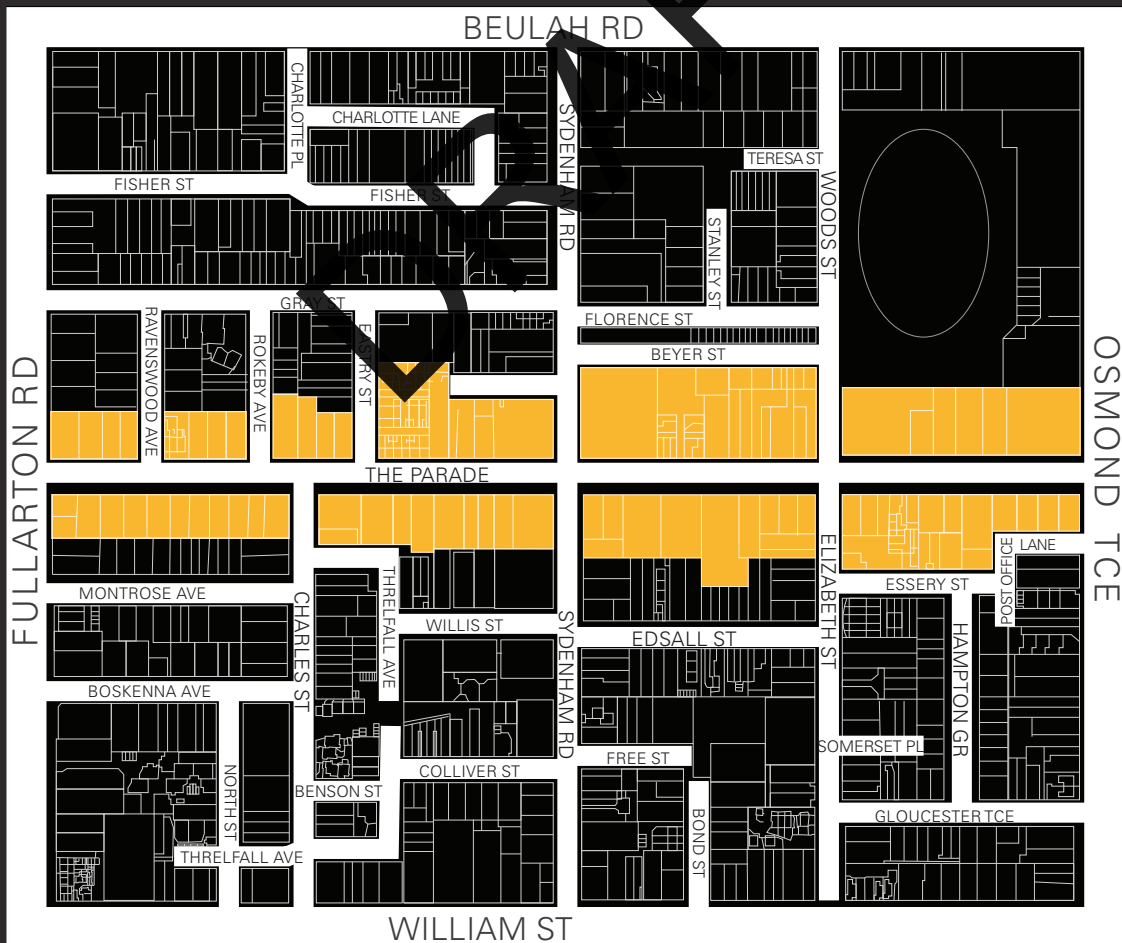 BEULAH RD
CHARLOTTE PL
CHARLOTTE LANE
SYDENHAM RD
TERESA ST
FISHER ST
FISHER ST
WOODS ST
STANLEY ST
GRAY ST
RAVENSWOOD AVE
ROKEBY AVE
EASTRY ST
FLORENCE ST
BEYER ST
FULLARTON RD
OSMOND TCE
THE PARADE
ELIZABETH ST
POST OFFICE LANE
ESSERY ST
MONTROSE AVE
CHARLES ST
THRELFALL AVE
WILLIS ST
SYDENHAM RD
EDSALL ST
HAMPTON GR
BOSKENNA AVE
SOMERSET PL
NORTH ST
COLLIVER ST
FREE ST
BENSON ST
BOND ST
GLOUCESTER TCE
THRELFALL AVE
WILLIAM ST
DRAF